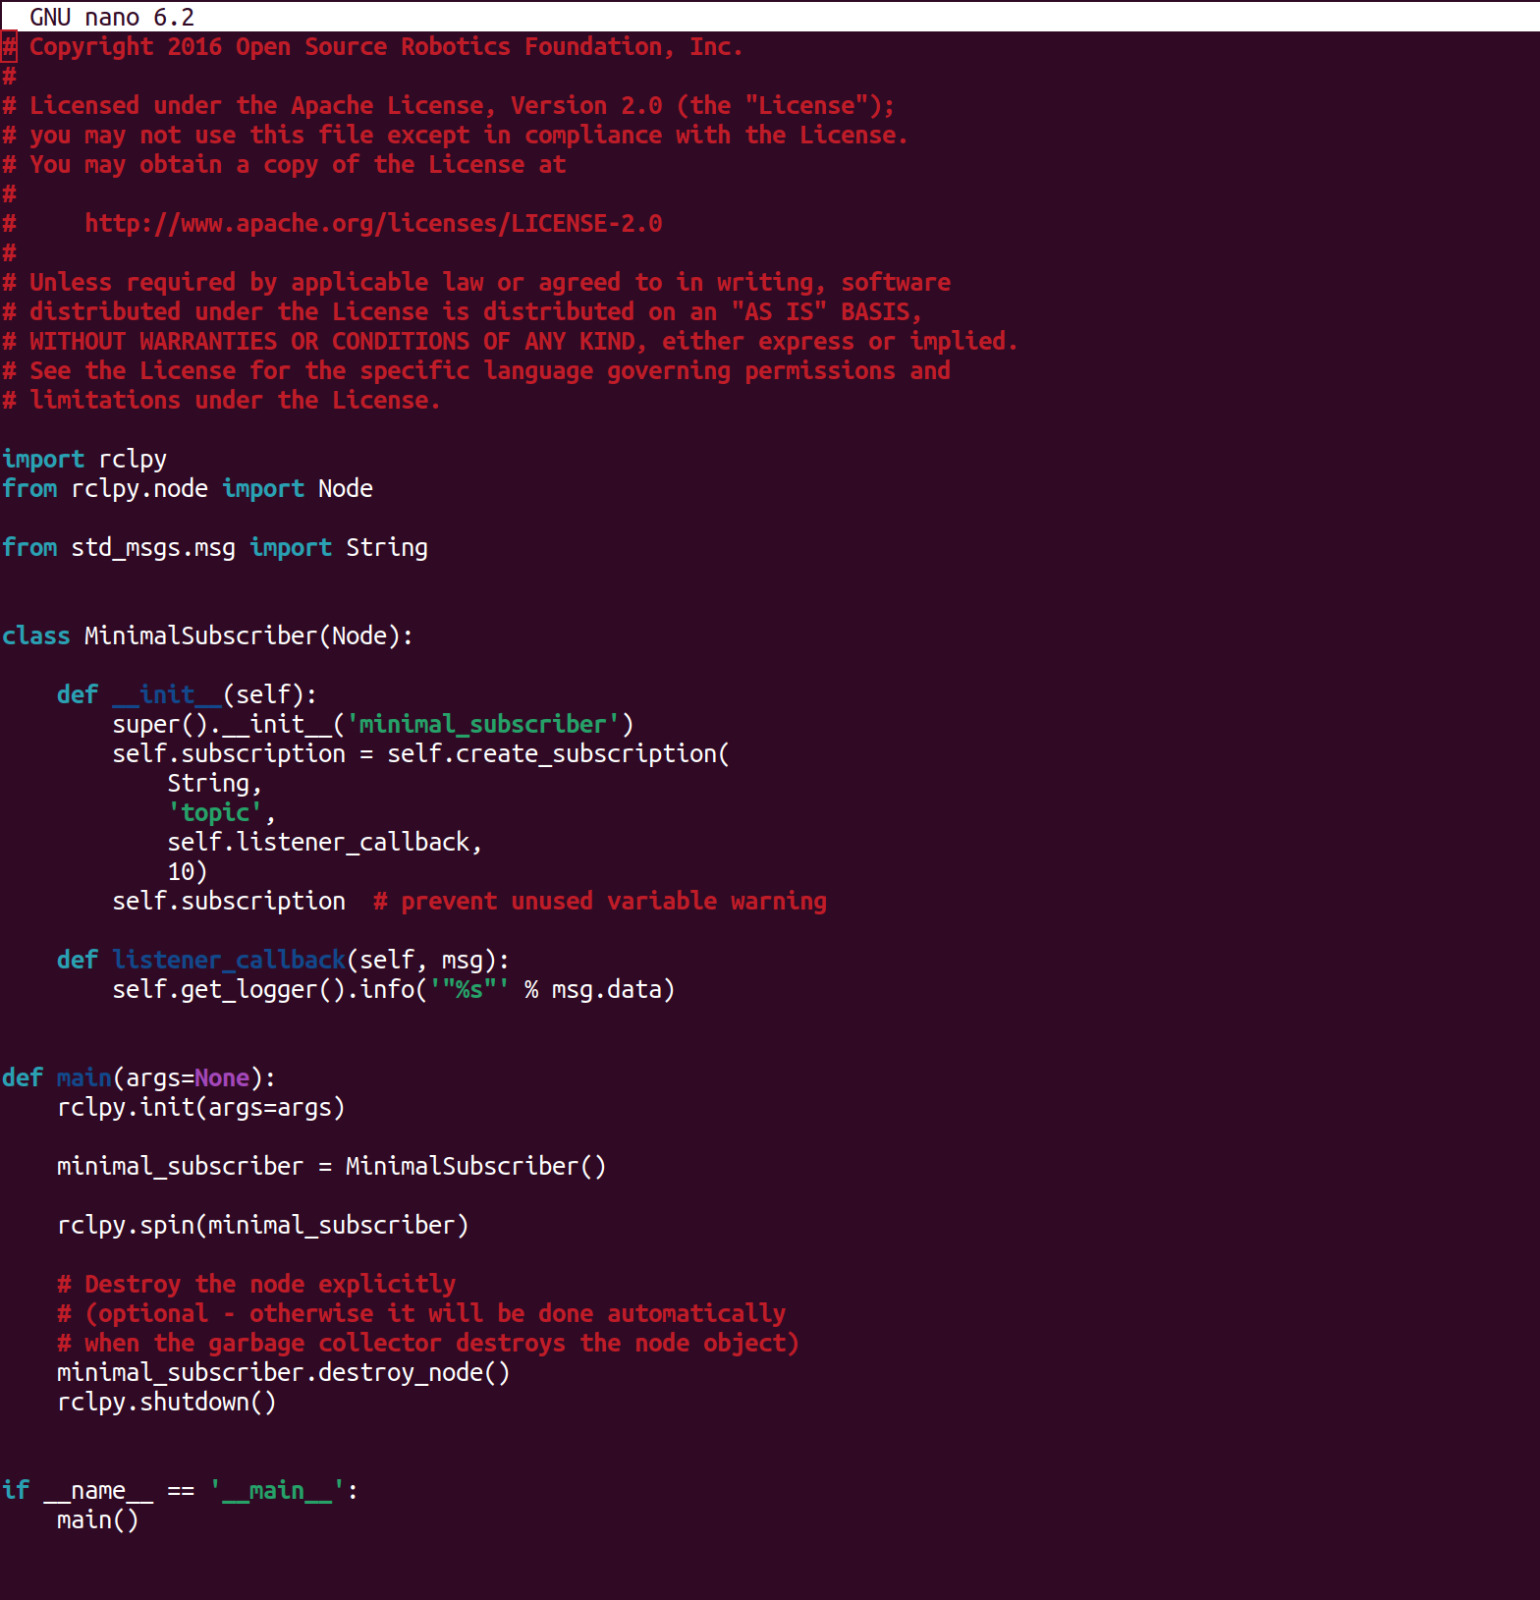 GNU nano 6.2
# Copyright 2016 Open Source Robotics Foundation, Inc.
#
# Licensed under the Apache License, Version 2.0 (the "License");
# you may not use this file except in compliance with the License.
# You may obtain a copy of the License at
#
#     http://www.apache.org/licenses/LICENSE-2.0
#
# Unless required by applicable law or agreed to in writing, software
# distributed under the License is distributed on an "AS IS" BASIS,
# WITHOUT WARRANTIES OR CONDITIONS OF ANY KIND, either express or implied.
# See the License for the specific language governing permissions and
# limitations under the License.

import rclpy
from rclpy.node import Node

from std_msgs.msg import String


class MinimalSubscriber(Node):

    def __init__(self):
        super().__init__('minimal_subscriber')
        self.subscription = self.create_subscription(
            String,
            'topic',
            self.listener_callback,
            10)
        self.subscription  # prevent unused variable warning

    def listener_callback(self, msg):
        self.get_logger().info('"%s"' % msg.data)


def main(args=None):
    rclpy.init(args=args)

    minimal_subscriber = MinimalSubscriber()

    rclpy.spin(minimal_subscriber)

    # Destroy the node explicitly
    # (optional - otherwise it will be done automatically
    # when the garbage collector destroys the node object)
    minimal_subscriber.destroy_node()
    rclpy.shutdown()


if __name__ == '__main__':
    main()